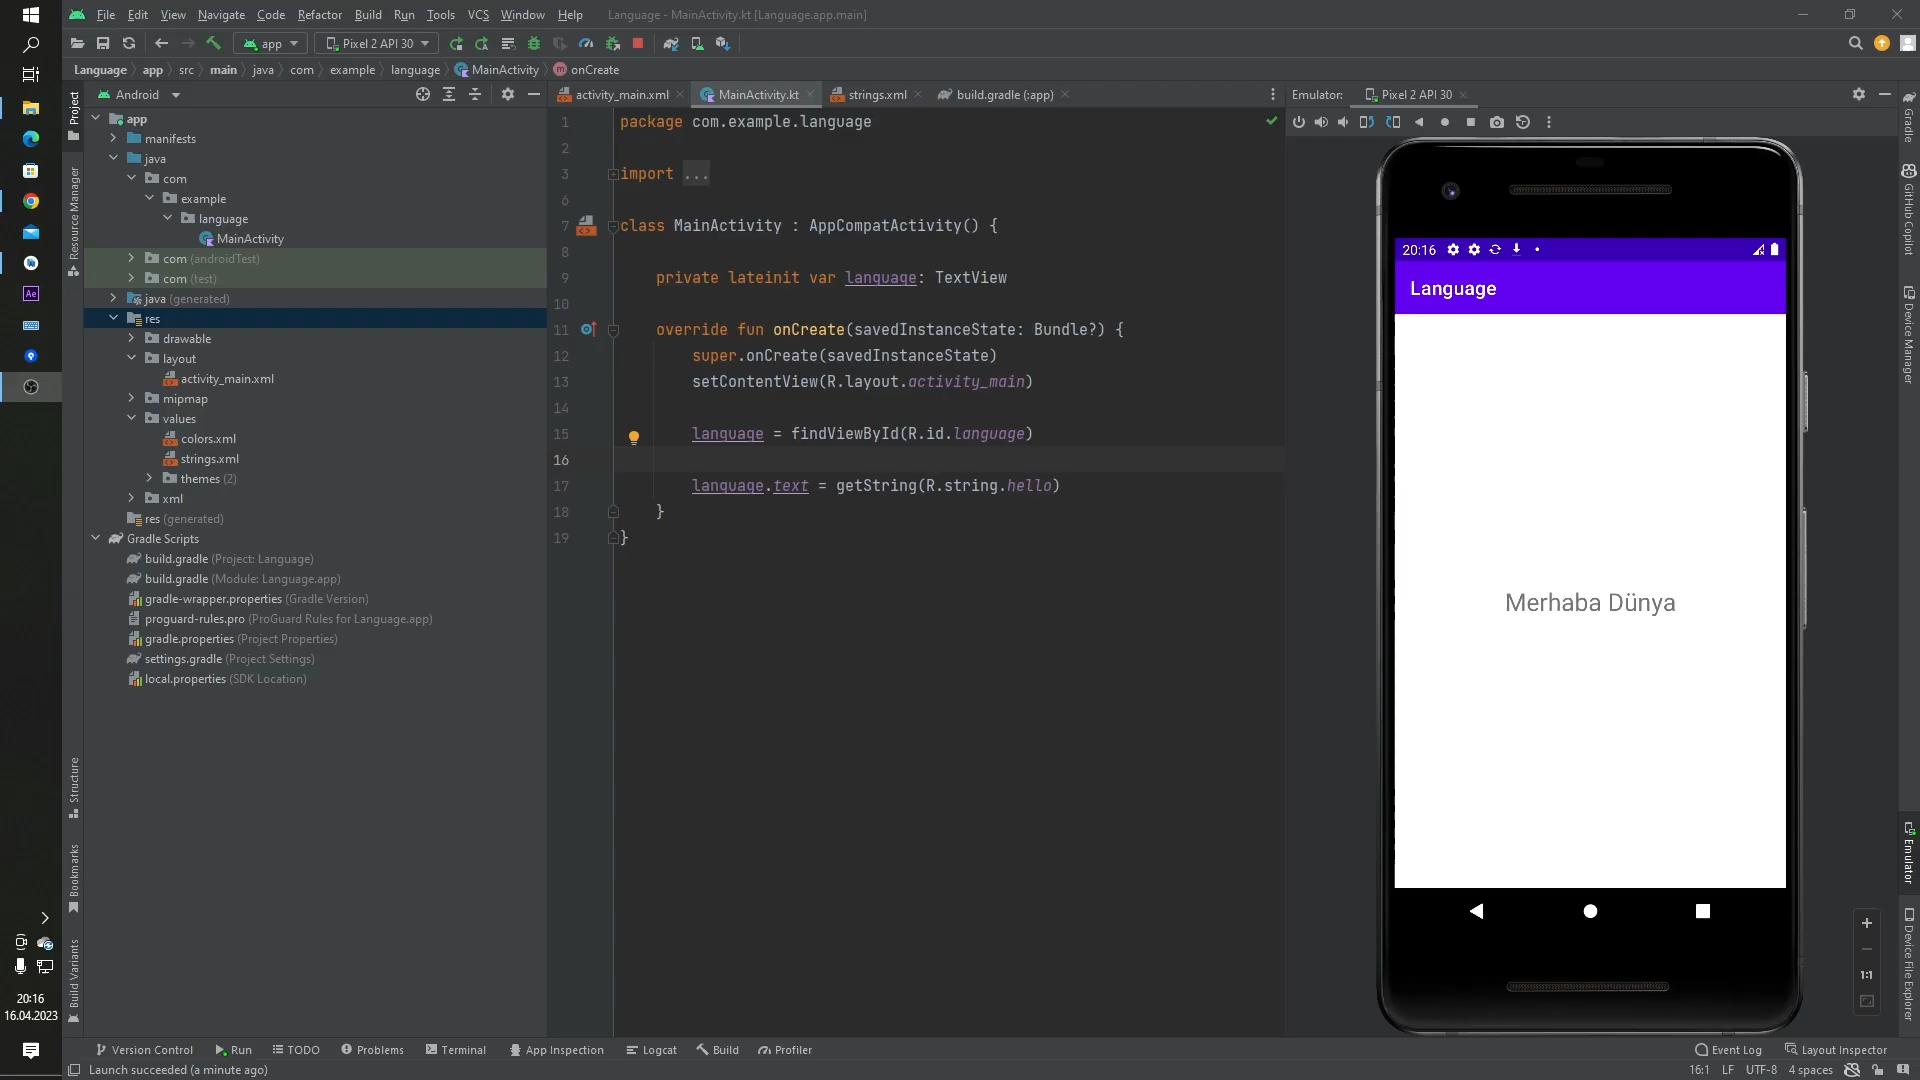 File Edit View Navigate Code Refactor Build Run Tools VCS Window Help Language - MainActivity.kt [Language.app.main]
app Pixel 2 API 30
Language app src main java com example language MainActivity onCreate
Android
activity_main.xml MainActivity.kt strings.xml build.gradle (:app)
Emulator: Pixel 2 API 30
Project
Resource Manager
Structure
Bookmarks
Build Variants
app
manifests
java
com
example
language
MainActivity
com (androidTest)
com (test)
java (generated)
res
drawable
layout
activity_main.xml
mipmap
values
colors.xml
strings.xml
themes (2)
xml
res (generated)
Gradle Scripts
build.gradle (Project: Language)
build.gradle (Module: Language.app)
gradle-wrapper.properties (Gradle Version)
proguard-rules.pro (ProGuard Rules for Language.app)
gradle.properties (Project Properties)
settings.gradle (Project Settings)
local.properties (SDK Location)
1 package com.example.language
2
3 import ...
6
7 class MainActivity : AppCompatActivity() {
8
9 private lateinit var language: TextView
10
11 override fun onCreate(savedInstanceState: Bundle?) {
12 super.onCreate(savedInstanceState)
13 setContentView(R.layout.activity_main)
14
15 language = findViewById(R.id.language)
16
17 language.text = getString(R.string.hello)
18 }
19 }
20:16
Language
Merhaba Dünya
1:1
Gradle
GitHub Copilot
Device Manager
Emulator
Device File Explorer
Ae
20:16
16.04.2023
Version Control Run TODO Problems Terminal App Inspection Logcat Build Profiler Event Log Layout Inspector
Launch succeeded (a minute ago) 16:1 LF UTF-8 4 spaces